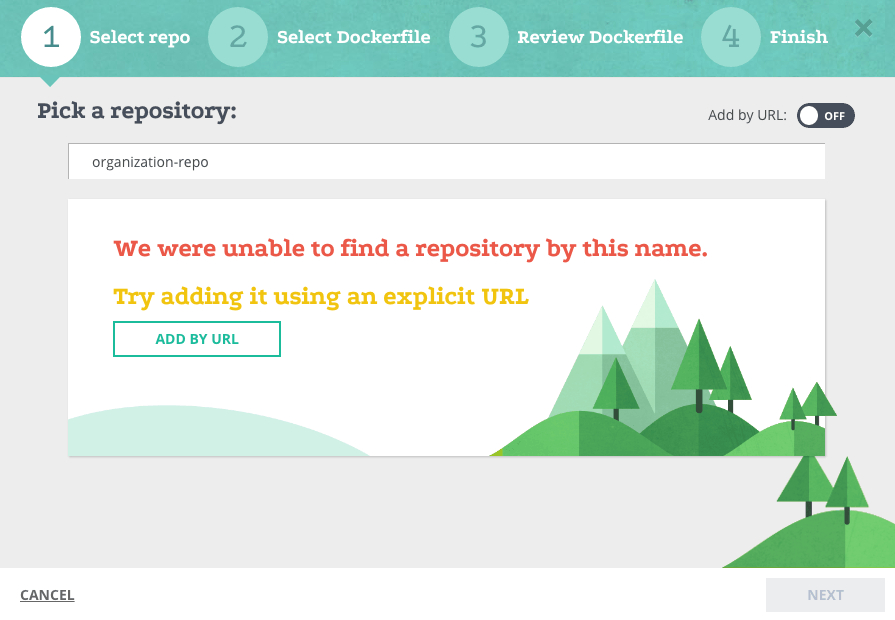 1 Select repo 2 Select Dockerfile 3 Review Dockerfile 4 Finish
Pick a repository:
Add by URL: OFF
organization-repo
We were unable to find a repository by this name.
Try adding it using an explicit URL
ADD BY URL
CANCEL NEXT